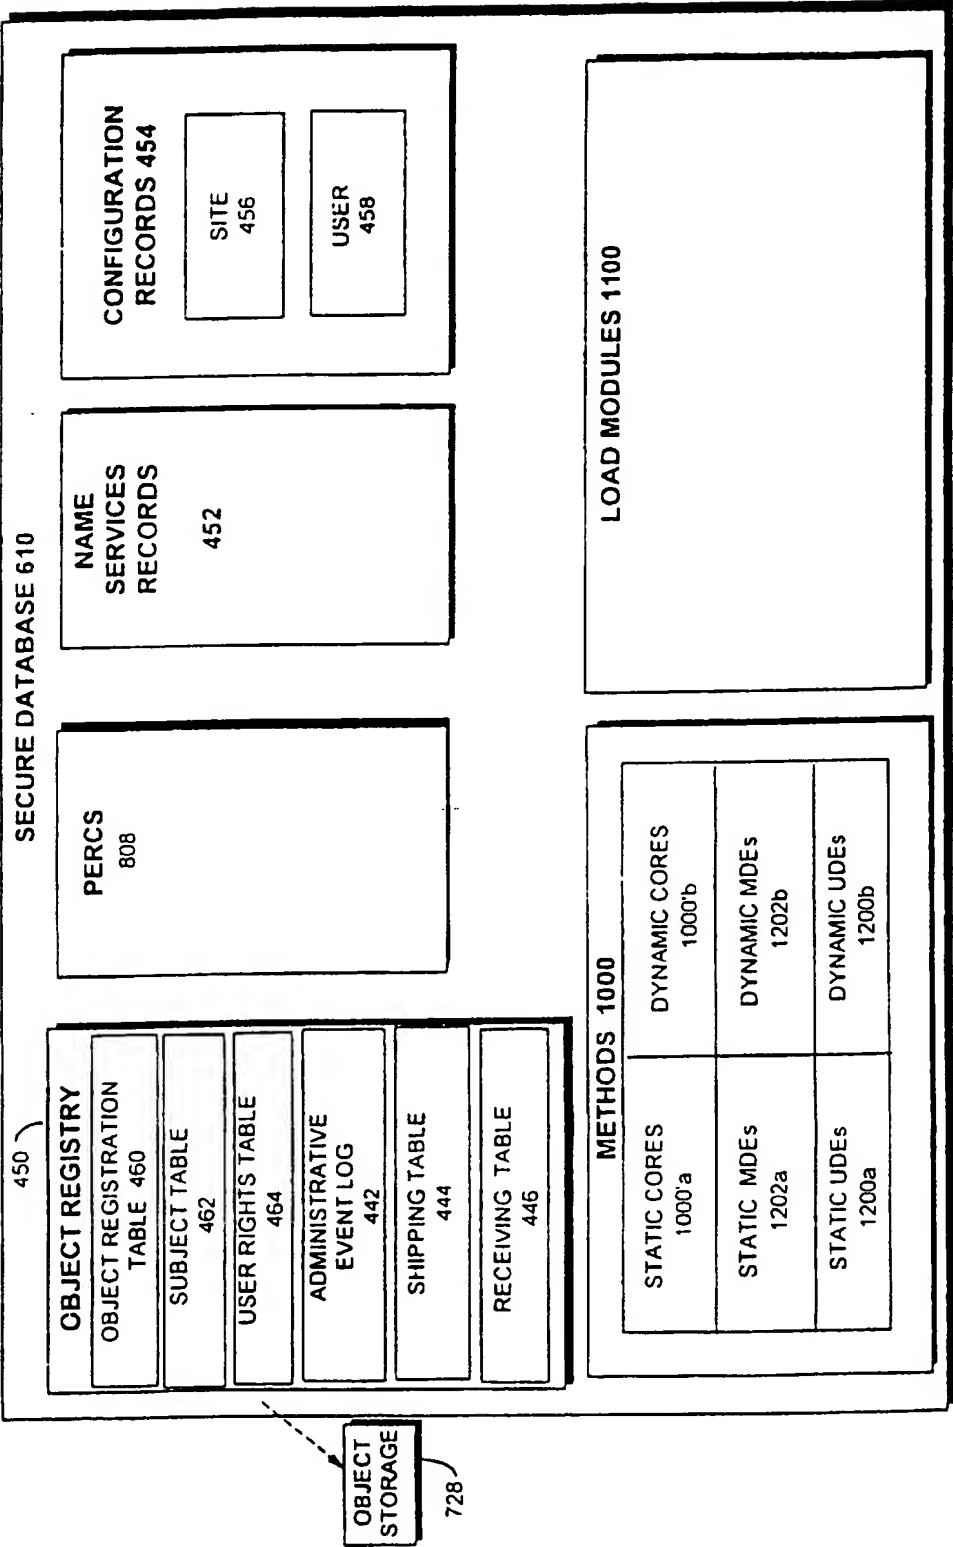 SECURE DATABASE 610
450
OBJECT REGISTRY
OBJECT REGISTRATION
TABLE 460
SUBJECT TABLE
462
USER RIGHTS TABLE
464
ADMINISTRATIVE
EVENT LOG
442
SHIPPING TABLE
444
RECEIVING TABLE
446
OBJECT
STORAGE
728
PERCS
808
NAME
SERVICES
RECORDS
452
CONFIGURATION
RECORDS 454
SITE
456
USER
458
METHODS 1000
STATIC CORES
1000'a
DYNAMIC CORES
1000'b
STATIC MDEs
1202a
DYNAMIC MDEs
1202b
STATIC UDEs
1200a
DYNAMIC UDEs
1200b
LOAD MODULES 1100